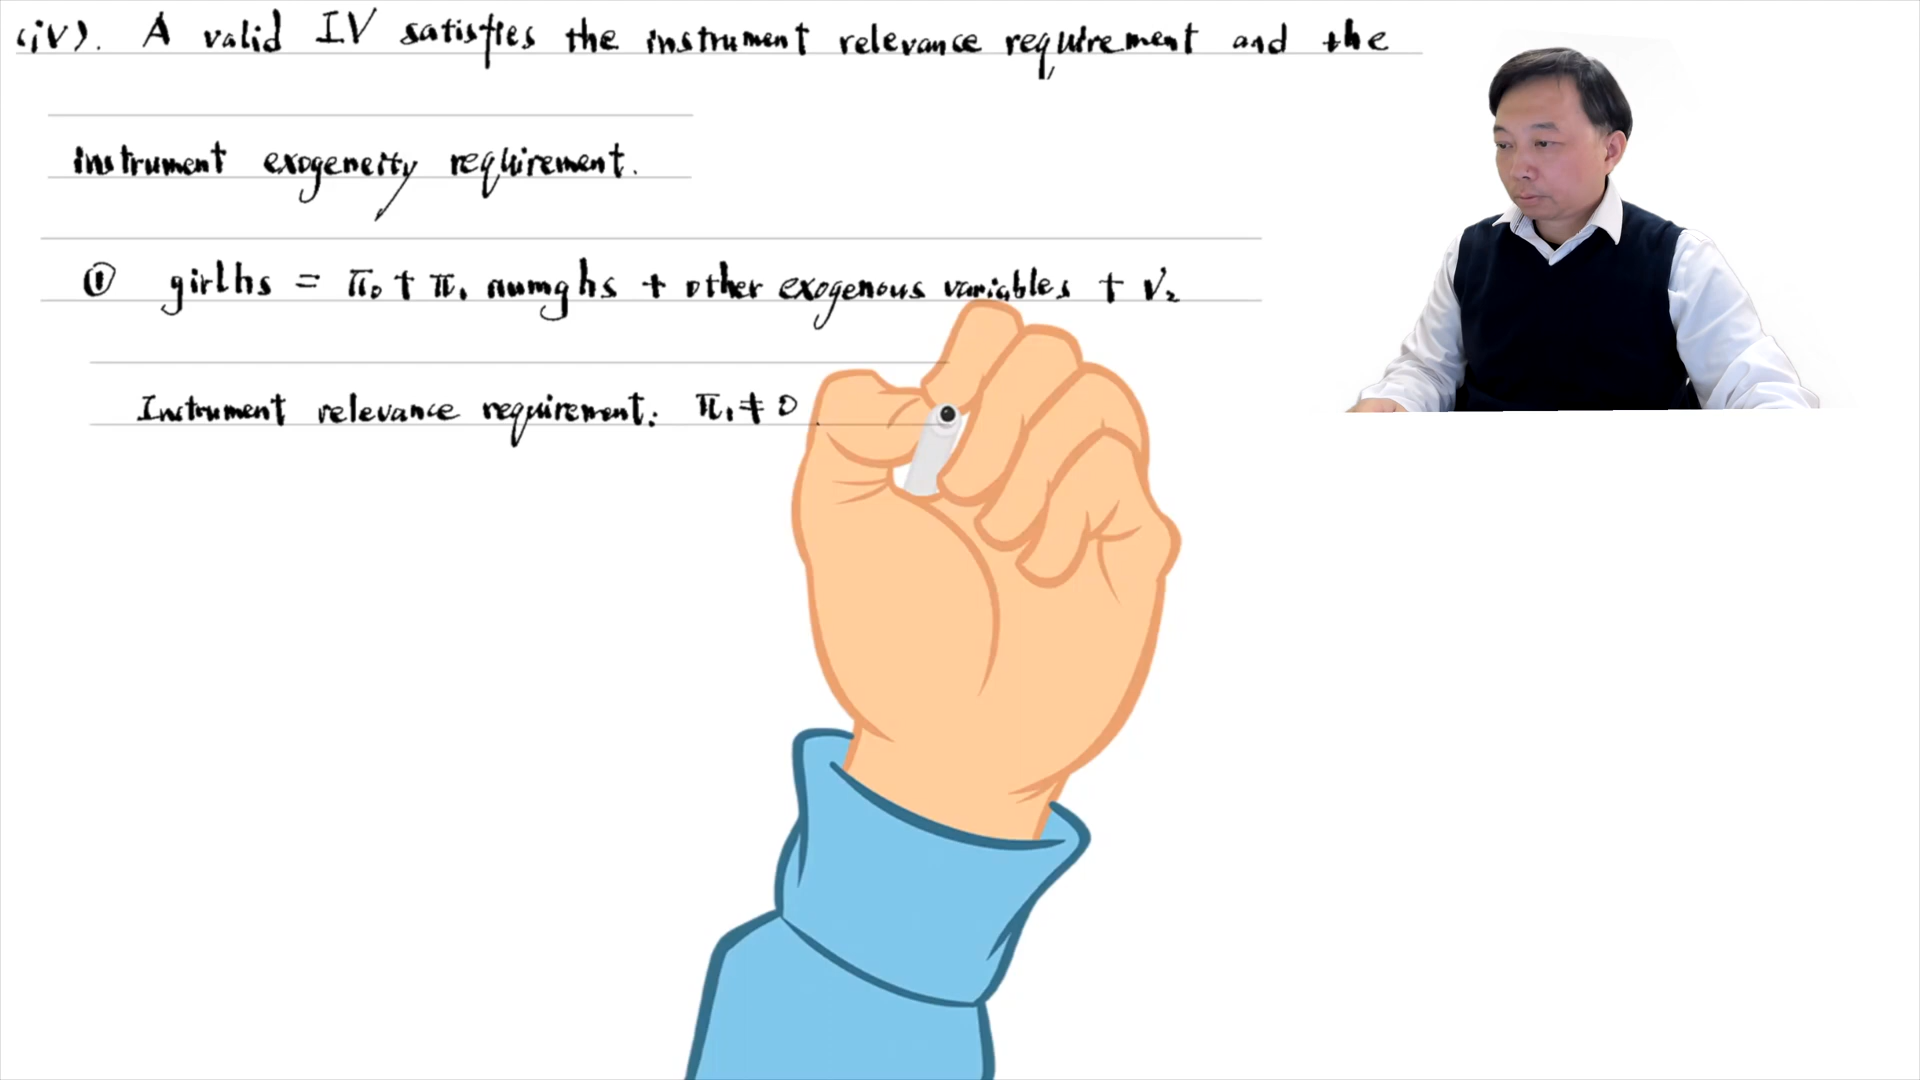 (iv). A valid IV satisfies the instrument relevance requirement and the
instrument exogeneity requirement.
① girlhs = π₀ + π₁ numghs + other exogenous variables + v₂
Instrument relevance requirement: π₁ ≠ 0.